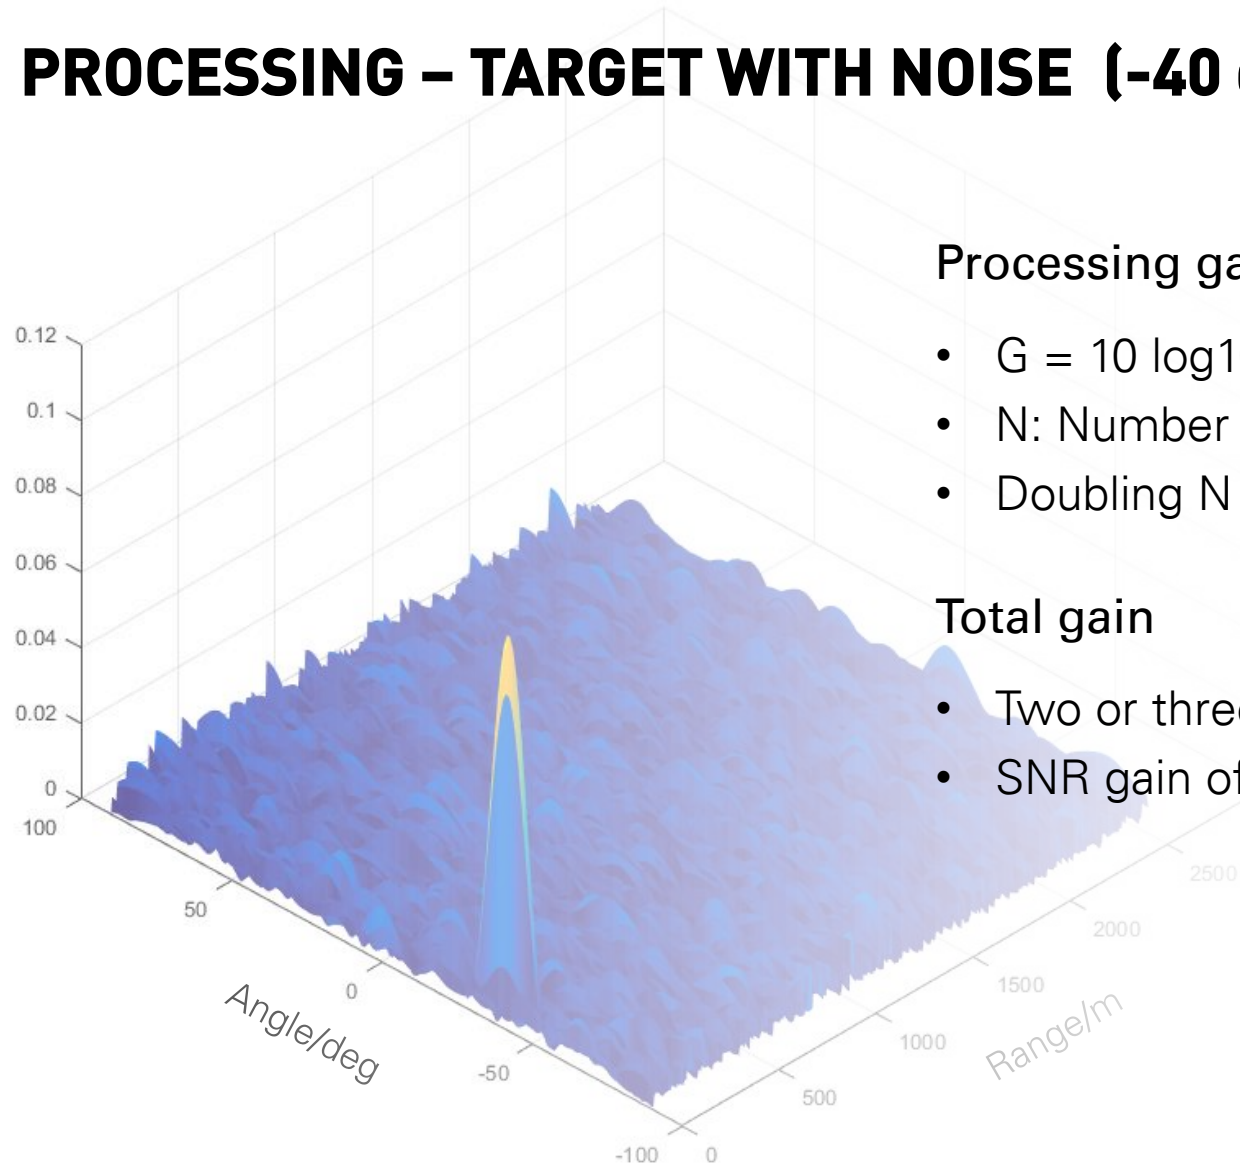 PROCESSING – TARGET WITH NOISE (-40
Processing ga
• G = 10 log1
• N: Number
• Doubling N
Total gain
• Two or three
• SNR gain of
0.12
0.1
0.08
0.06
0.04
0.02
0
100
50
0
-50
-100
Angle/deg
0
500
1000
1500
2000
2500
Range/m